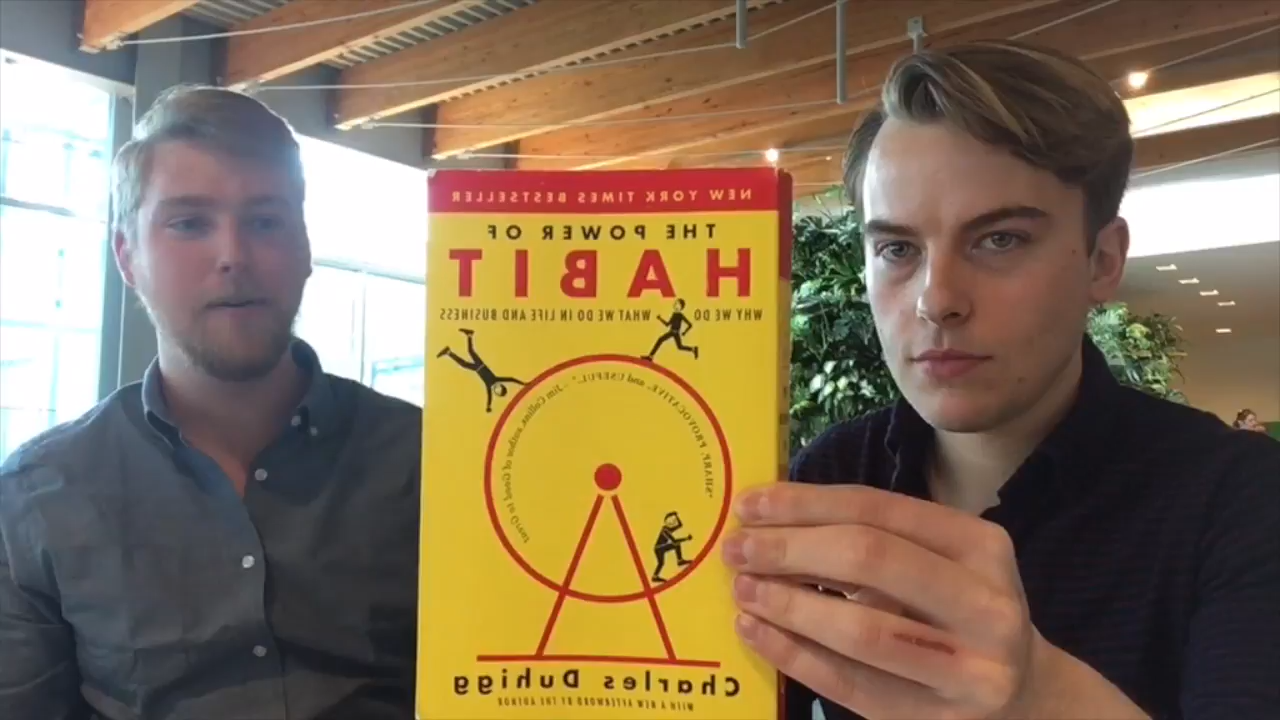 NEW YORK TIMES BESTSELLER
THE POWER OF
HABIT
WHY WE DO WHAT WE DO IN LIFE AND BUSINESS
"SHARP, PROVOCATIVE, and USEFUL." –Jim Collins, author of Good to Great
Charles Duhigg
WITH A NEW AFTERWORD BY THE AUTHOR